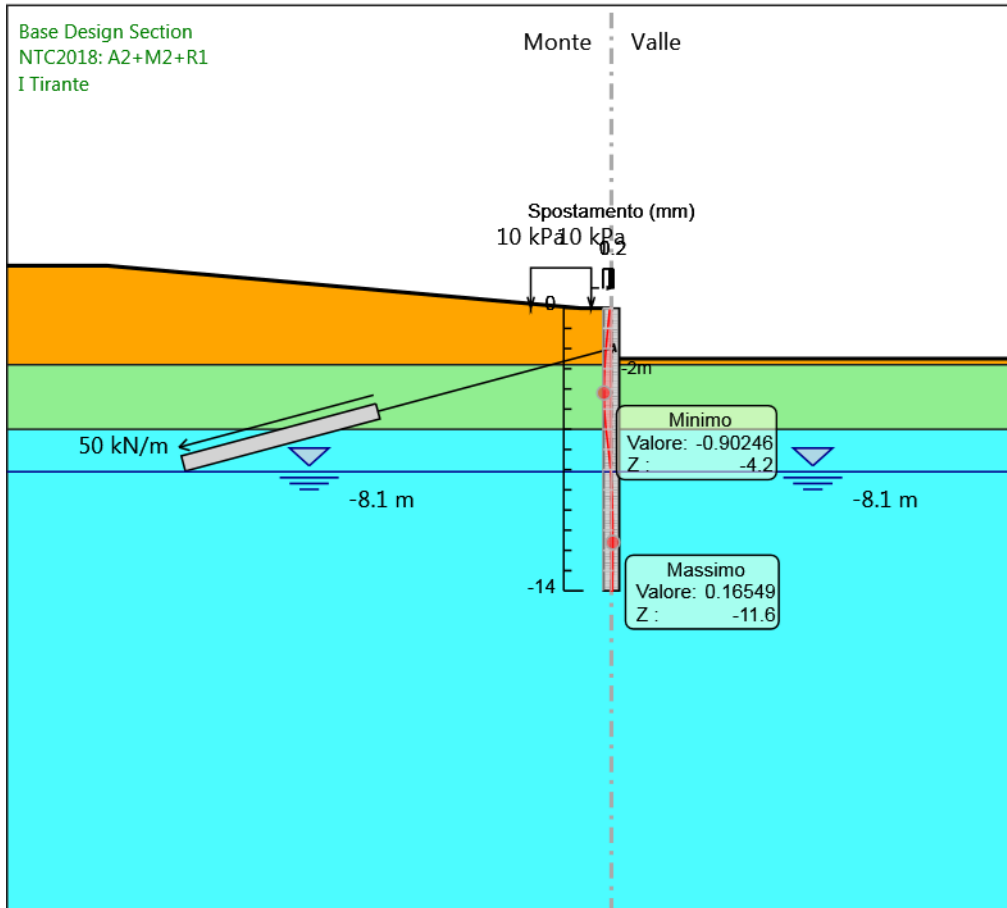 Base Design Section
NTC2018: A2+M2+R1
I Tirante
Monte
Valle
Spostamento (mm)
10 kPa
10 kPa
0.2
0
-2m
Minimo
Valore: -0.90246
Z : -4.2
50 kN/m
-8.1 m
-8.1 m
Massimo
Valore: 0.16549
Z : -11.6
-14